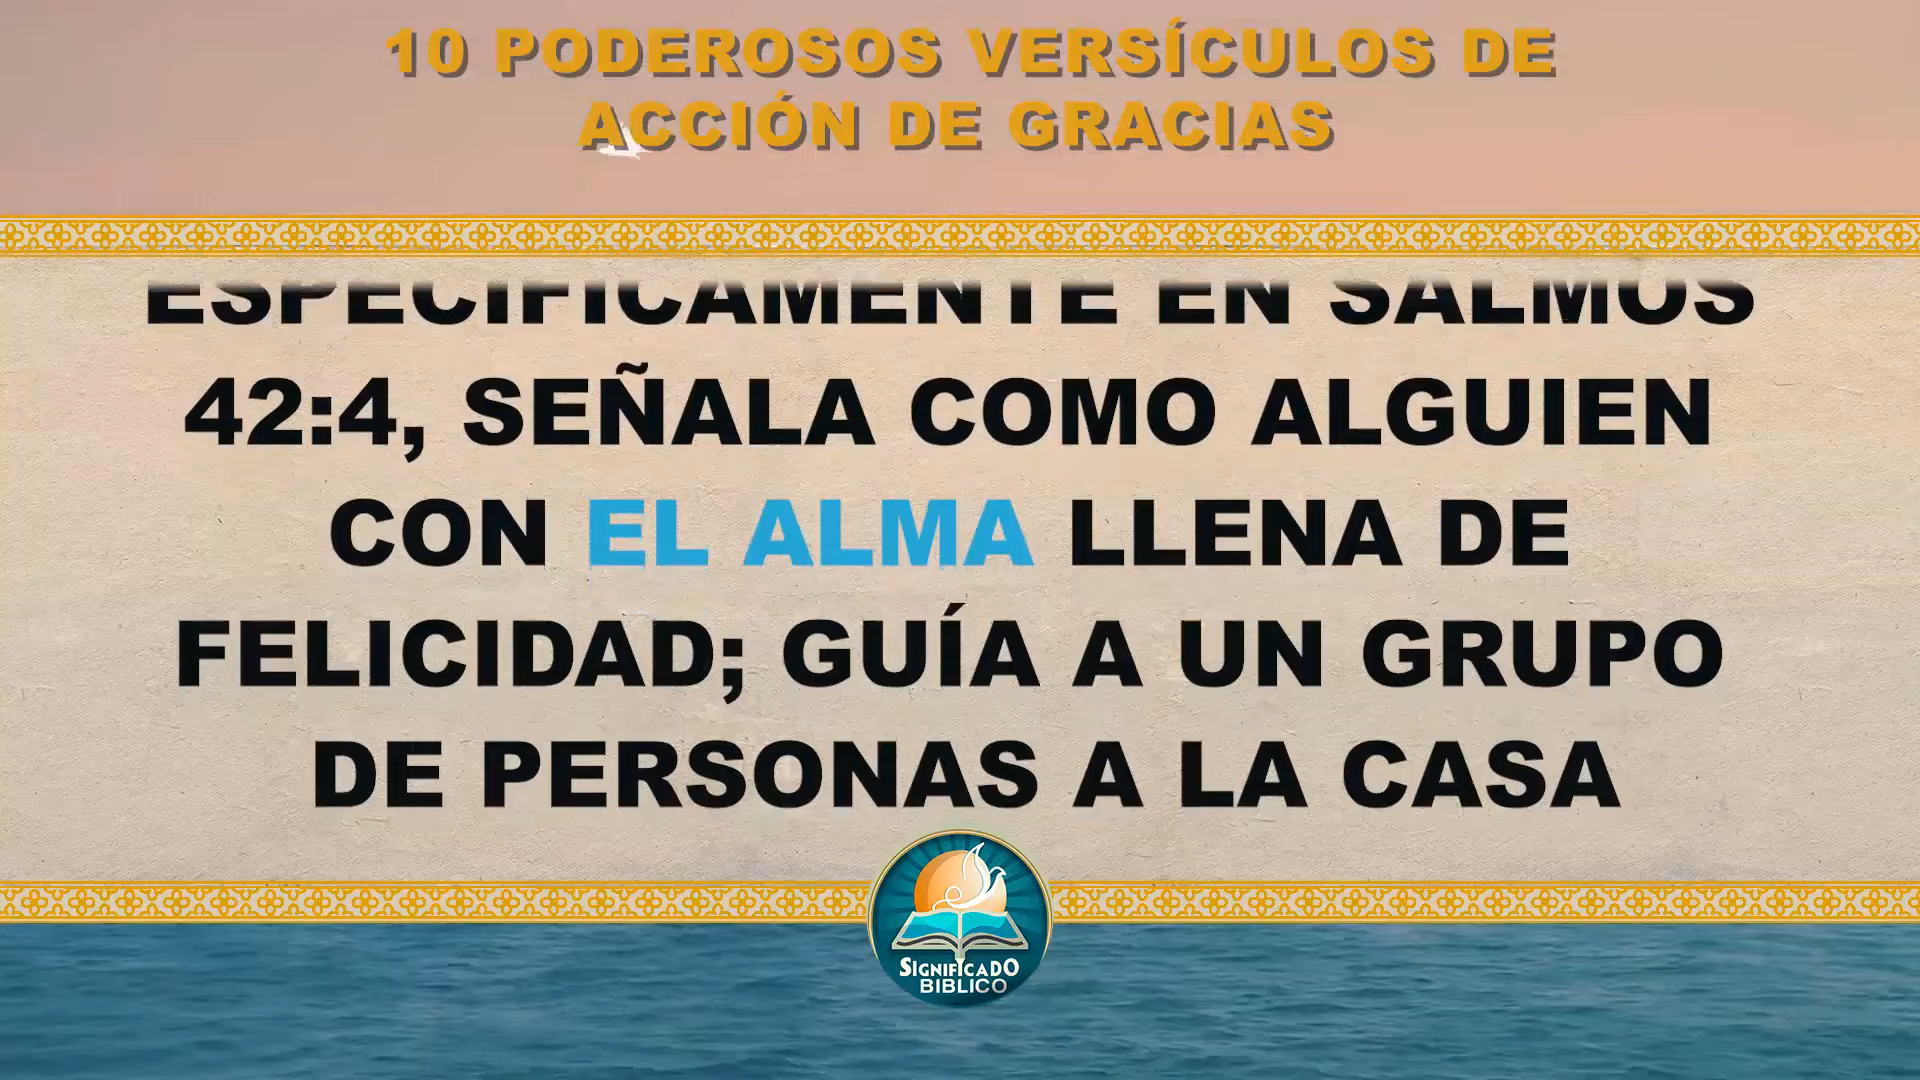 10 PODEROSOS VERSÍCULOS DE
ACCIÓN DE GRACIAS
ESPECÍFICAMENTE EN SALMOS
42:4, SEÑALA COMO ALGUIEN
CON EL ALMA LLENA DE
FELICIDAD; GUÍA A UN GRUPO
DE PERSONAS A LA CASA
SIGNIFICADO
BIBLICO